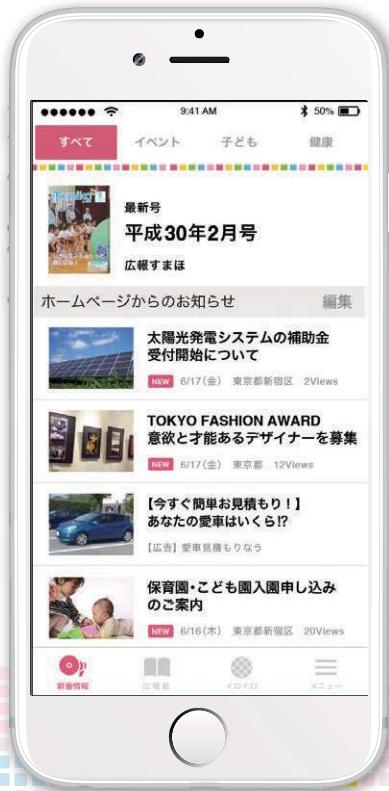 9:41 AM
50%
すべて
イベント
子ども
健康
最新号
平成30年2月号
広報すまほ
ホームページからのお知らせ
編集
太陽光発電システムの補助金
受付開始について
NEW 6/17(金) 東京都新宿区 2Views
TOKYO FASHION AWARD
意欲と才能あるデザイナーを募集
NEW 6/17(金) 東京都 12Views
【今すぐ簡単お見積もり!】
あなたの愛車はいくら!?
【広告】愛車見積もりなう
保育園・こども園入園申し込み
のご案内
NEW 6/16(木) 東京都新宿区 20Views
新着情報
広報紙
イロイロ
メニュー